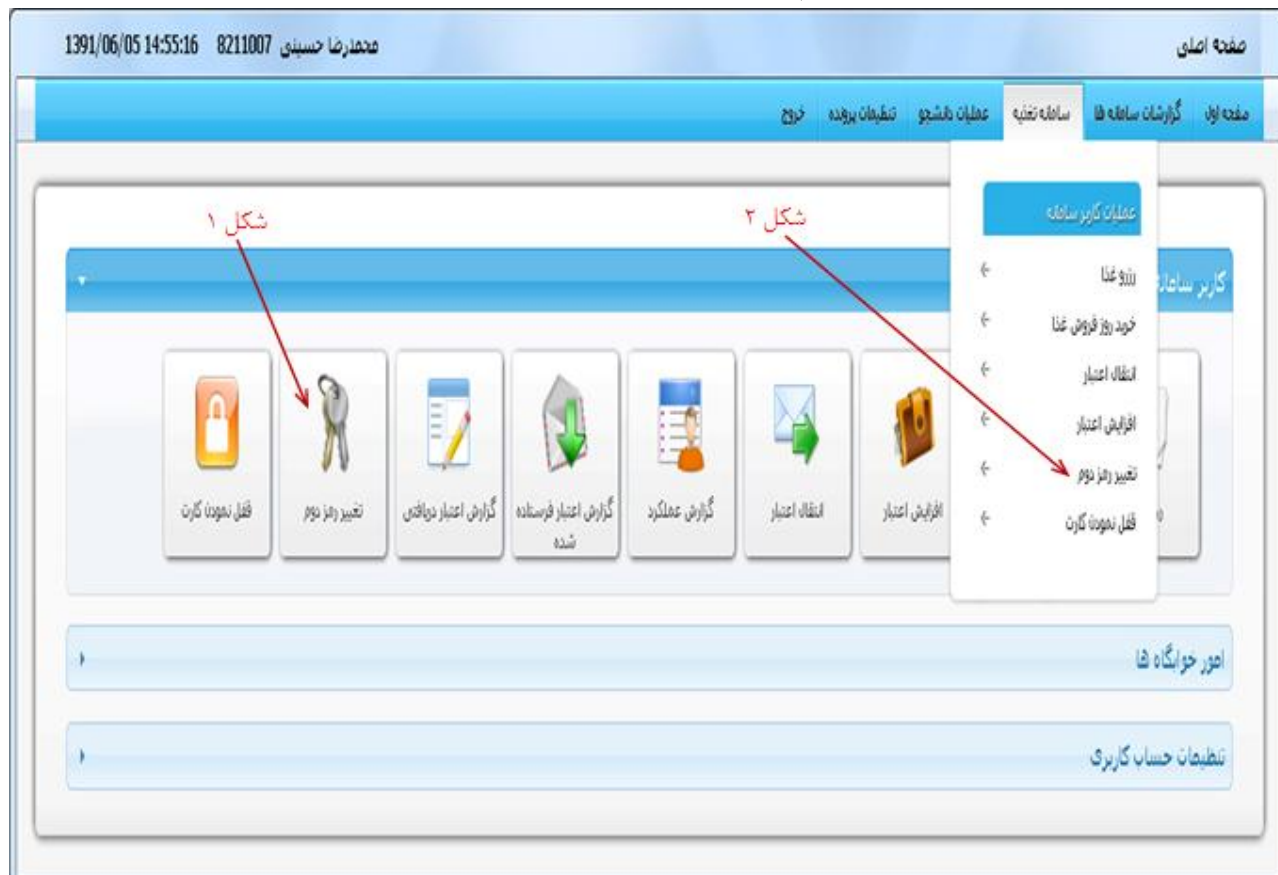 صفحه اصلی
محمدرضا حسینی 8211007 1391/06/05 14:55:16
صفحه اول گزارشات سامانه ها سامانه تغذیه عملیات دانشجو تنظیمات پرونده خروج
عملیات کاربر سامانه
رزرو غذا
خرید روز فروش غذا
انتقال اعتبار
افزایش اعتبار
تغییر رمز دوم
قفل نمودن کارت
شکل ۲
شکل ۱
کاربر سامانه
افزایش اعتبار
انتقال اعتبار
گزارش عملکرد
گزارش اعتبار فرستاده
شده
گزارش اعتبار دریافتی
تغییر رمز دوم
قفل نمودن کارت
امور خوابگاه ها
تنظیمات حساب کاربری